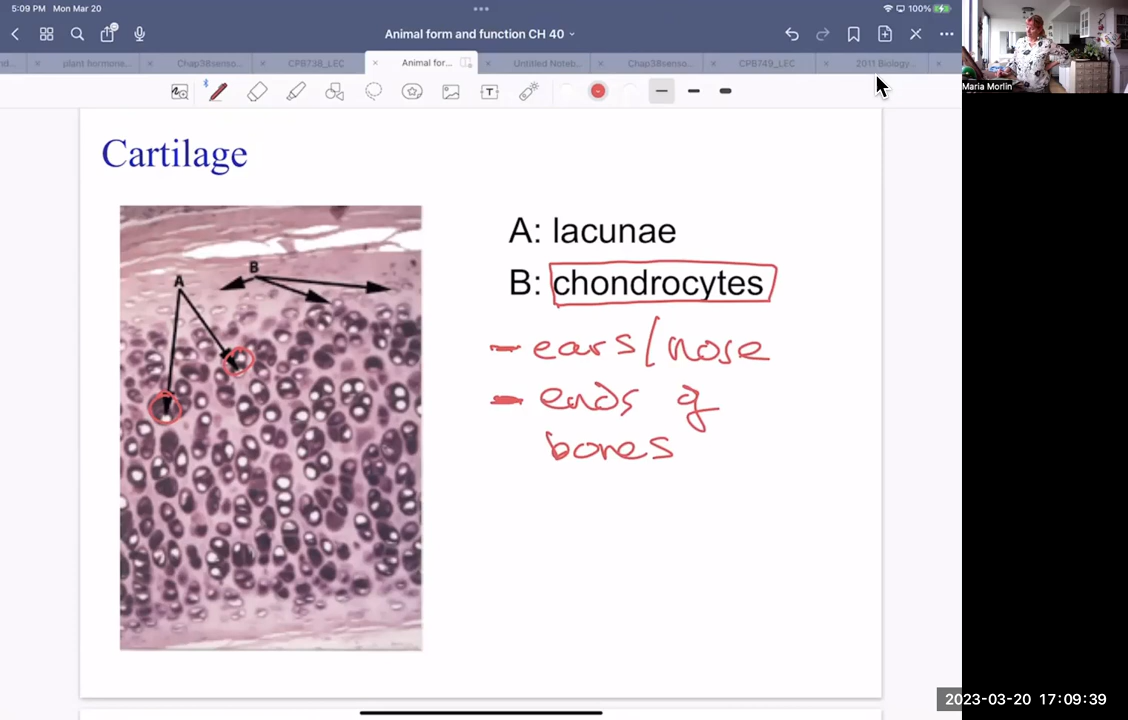 5:09 PM Mon Mar 20
100%
Animal form and function CH 40
nd...
plant hormone...
Chap38senso...
CPB738_LEC
Animal for...
Untitled Noteb...
Chap38senso...
CPB749_LEC
2011 Biology...
T
Maria Morlin
Cartilage
A
B
A: lacunae
B: chondrocytes
- ears/nose
- ends of
bones
2023-03-20 17:09:39